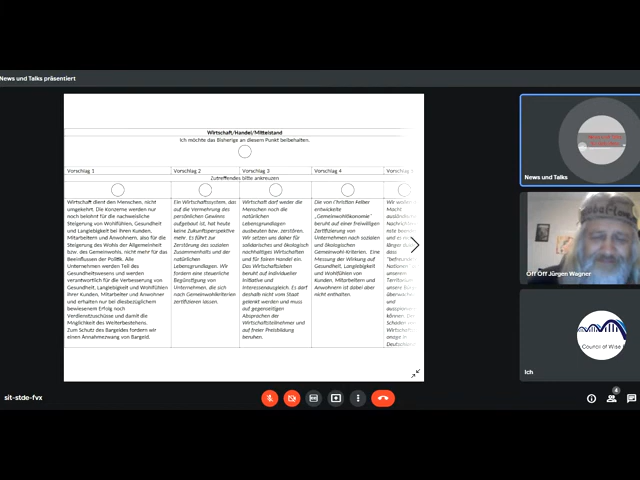 News und Talks präsentiert
Wirtschaft/Handel/Mittelstand
Ich möchte das Bisherige an diesem Punkt beibehalten.
Vorschlag 1
Vorschlag 2
Vorschlag 3
Vorschlag 4
Vorschlag
Zutreffendes bitte ankreuzen
Wirtschaft dient den Menschen, nicht
umgekehrt. Die Konzerne werden nur
noch belohnt für die nachweisliche
Steigerung von Wohlfühlen, Gesundheit
und Langlebigkeit bei ihren Kunden,
Mitarbeitern und Anwohnern, also für die
Steigerung des Wohls der Allgemeinheit
bzw. des Gemeinwohls, nicht mehr für das
Beeinflussen der Politik. Alle
Unternehmen werden Teil des
Gesundheitswesens und werden
verantwortlich für die Verbesserung von
Gesundheit, Langlebigkeit und Wohlfühlen
ihrer Kunden, Mitarbeiter und Anwohner
und erhalten nur bei diesbezüglichem
bewiesenem Erfolg noch
Verdienstzuschüsse und damit die
Möglichkeit des Weiterbestehens.
Zum Schutz des Bargeldes fordern wir
einen Annahmezwang von Bargeld.
Ein Wirtschaftssystem, das
auf die Vermehrung des
persönlichen Gewinns
aufgebaut ist, hat heute
keine Zukunftsperspektive
mehr. Es führt zur
Zerstörung des sozialen
Zusammenhalts und der
natürlichen
Lebensgrundlagen. Wir
fordern eine steuerliche
Begünstigung von
Unternehmen, die sich
nach Gemeinwohlkriterien
zertifizieren lassen.
Wirtschaft darf weder die
Menschen noch die
natürlichen
Lebensgrundlagen
ausbeuten bzw. zerstören.
Wir setzen uns daher für
solidarisches und ökologisch
nachhaltiges Wirtschaften
und für fairen Handel ein.
Das Wirtschaftsleben
beruht auf individueller
Initiative und
Interessenausgleich. Es darf
deshalb nicht vom Staat
gelenkt werden und muss
auf gegenseitigen
Absprachen der
Wirtschaftsteilnehmer und
auf freier Preisbildung
beruhen.
Die von Christian Felber
entwickelte
„Gemeinwohlökonomie"
beruht auf einer freiwilligen
Zertifizierung von
Unternehmen nach sozialen
und ökologischen
Gemeinwohl-Kriterien. Eine
Messung der Wirkung auf
Gesundheit, Langlebigkeit
und Wohlfühlen von
Kunden, Mitarbeitern und
Anwohnern ist dabei aber
nicht enthalten.
News und Talks
Off Off Jürgen Wagner
Council of Wise
Ich
sit-stde-fvx
4